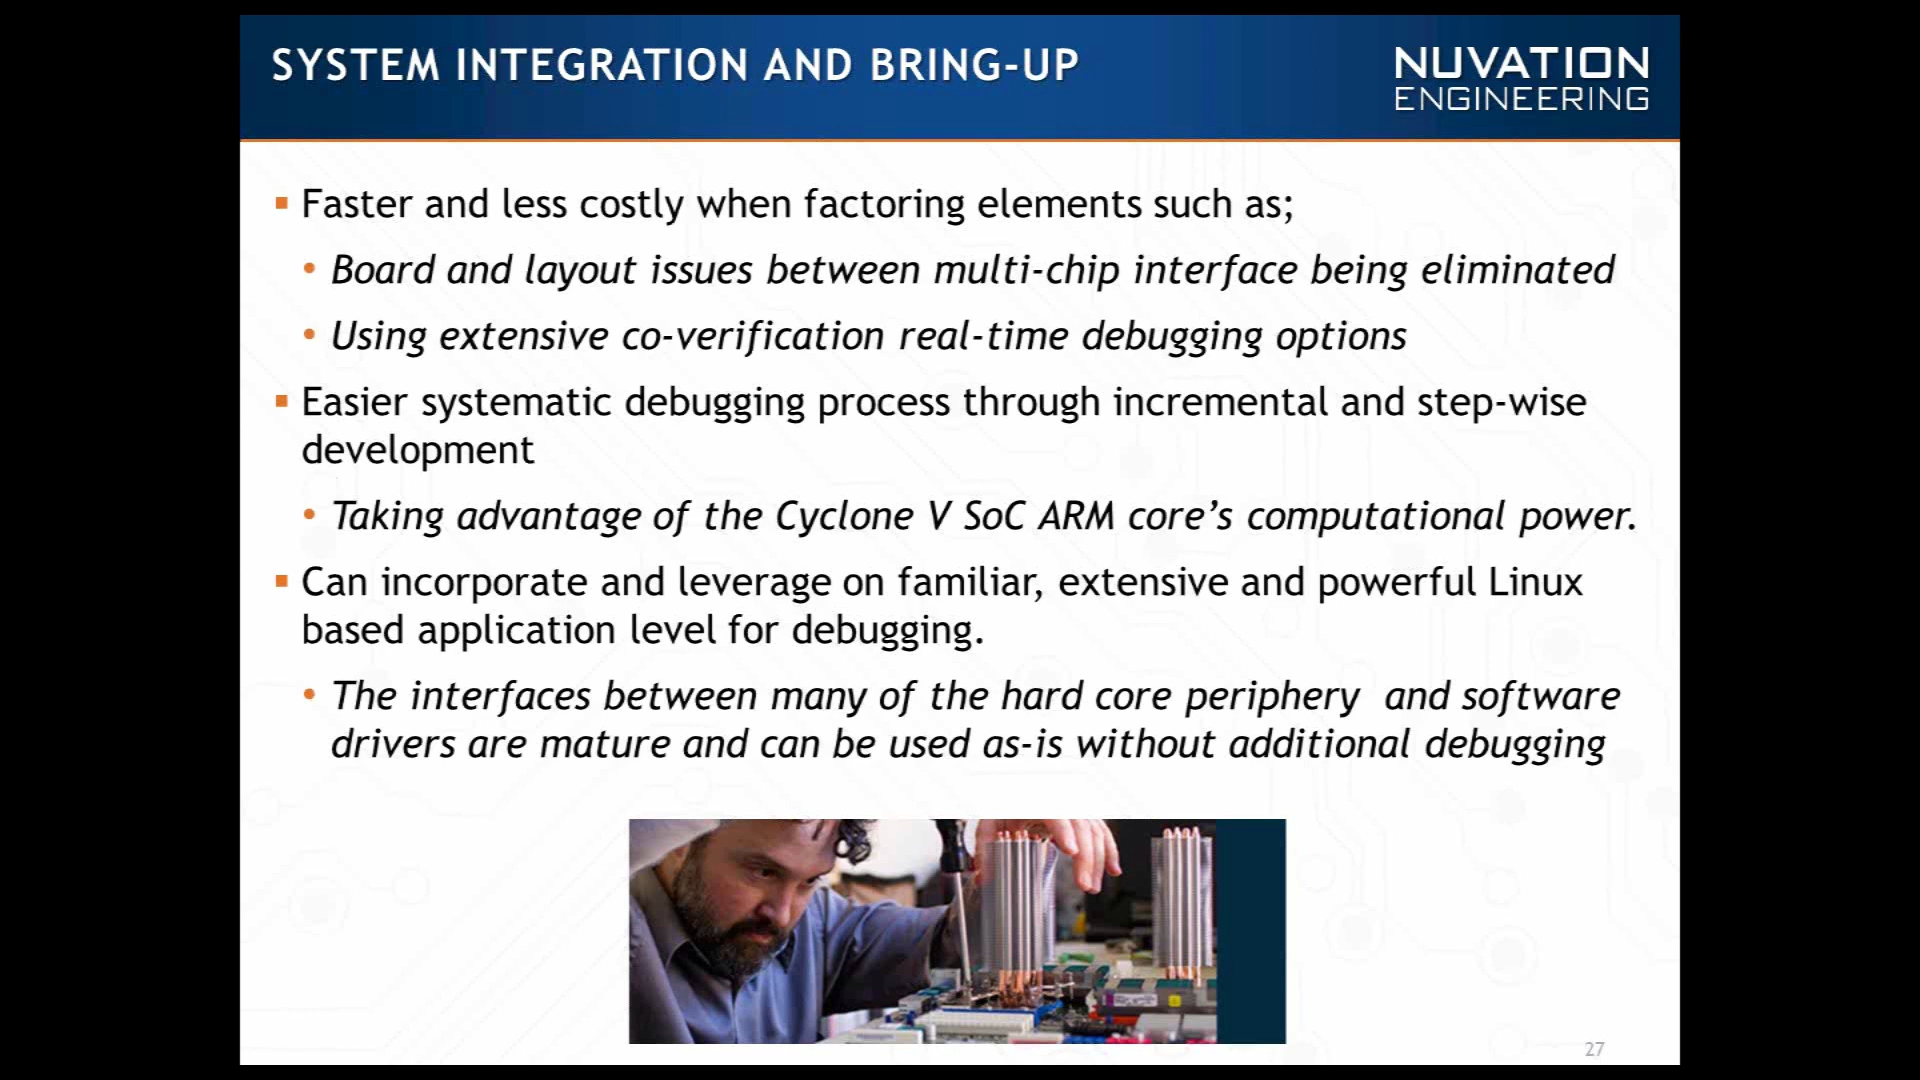 SYSTEM INTEGRATION AND BRING-UP
NUVATION
ENGINEERING
Faster and less costly when factoring elements such as;
Board and layout issues between multi-chip interface being eliminated
Using extensive co-verification real-time debugging options
Easier systematic debugging process through incremental and step-wise
development
Taking advantage of the Cyclone V SoC ARM core's computational power.
Can incorporate and leverage on familiar, extensive and powerful Linux
based application level for debugging.
The interfaces between many of the hard core periphery  and software
drivers are mature and can be used as-is without additional debugging
27